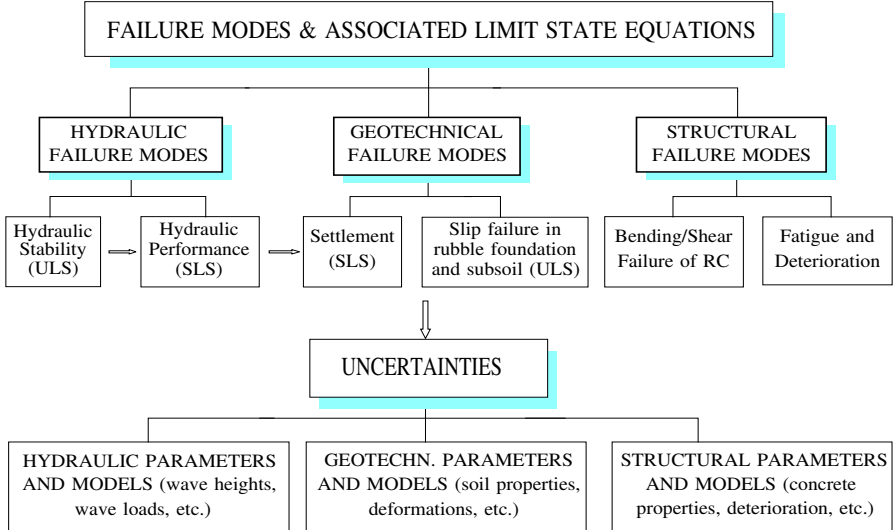 FAILURE MODES & ASSOCIATED LIMIT STATE EQUATIONS
HYDRAULIC
FAILURE MODES
GEOTECHNICAL
FAILURE MODES
STRUCTURAL
FAILURE MODES
Hydraulic
Stability
(ULS)
Hydraulic
Performance
(SLS)
Settlement
(SLS)
Slip failure in
rubble foundation
and subsoil (ULS)
Bending/Shear
Failure of RC
Fatigue and
Deterioration
UNCERTAINTIES
HYDRAULIC PARAMETERS
AND MODELS (wave heights,
wave loads, etc.)
GEOTECHN. PARAMETERS
AND MODELS (soil properties,
deformations, etc.)
STRUCTURAL PARAMETERS
AND MODELS (concrete
properties, deterioration, etc.)